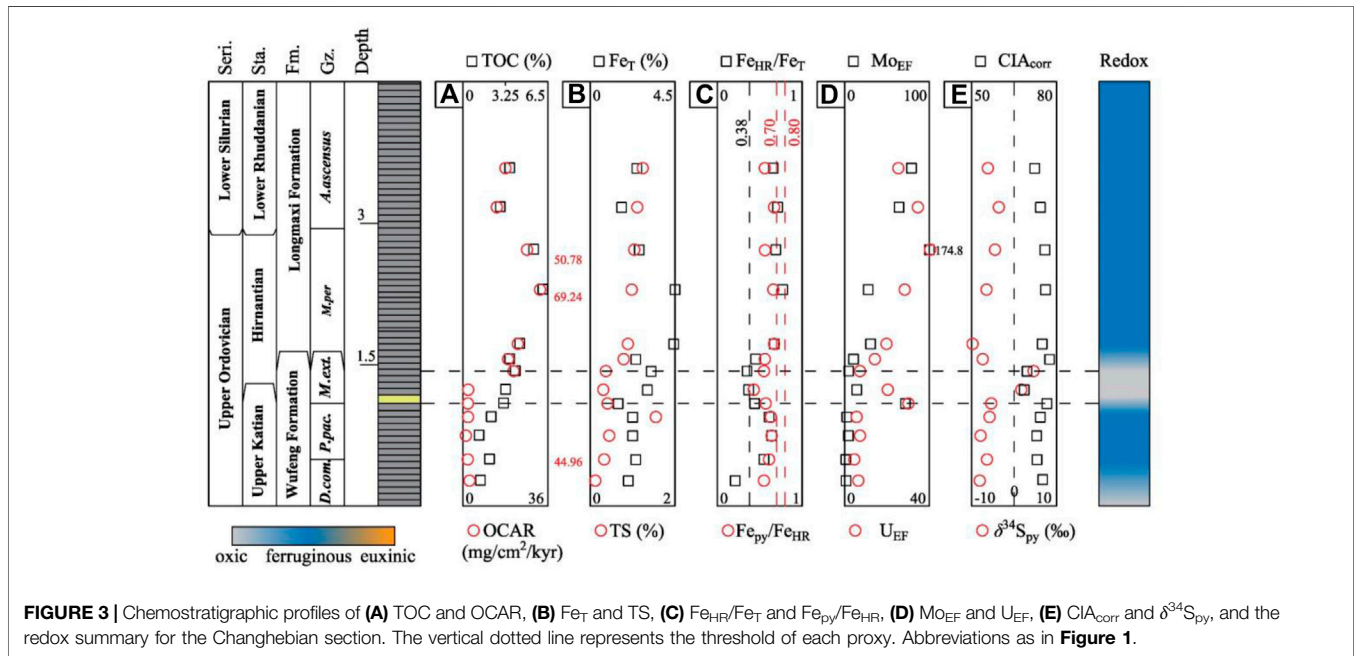 Seri. Sta. Fm. Gz. Depth
□ TOC (%) □ FeT (%) □ FeHR/FeT □ MoEF □ CIAcorr Redox
A 0 3.25 6.5 B 0 4.5 C 0 1 D 0 100 E 50 80
0.38 0.70 0.80
Lower Silurian
Lower Rhuddanian
Longmaxi Formation
A.ascensus
3
Upper Ordovician
Hirnantian
M.per
50.78
174.8
69.24
1.5
M.ext.
Upper Katian
Wufeng Formation
P.pac.
D.com.
44.96
0 36 0 2 0 1 0 40 -10 0 10
○ OCAR ○ TS (%) ○ Fepy/FeHR ○ UEF ○ δ34Spy (‰)
(mg/cm2/kyr)
oxic ferruginous euxinic
FIGURE 3 | Chemostratigraphic profiles of (A) TOC and OCAR, (B) FeT and TS, (C) FeHR/FeT and Fepy/FeHR, (D) MoEF and UEF, (E) CIAcorr and δ34Spy, and the
redox summary for the Changhebian section. The vertical dotted line represents the threshold of each proxy. Abbreviations as in Figure 1.